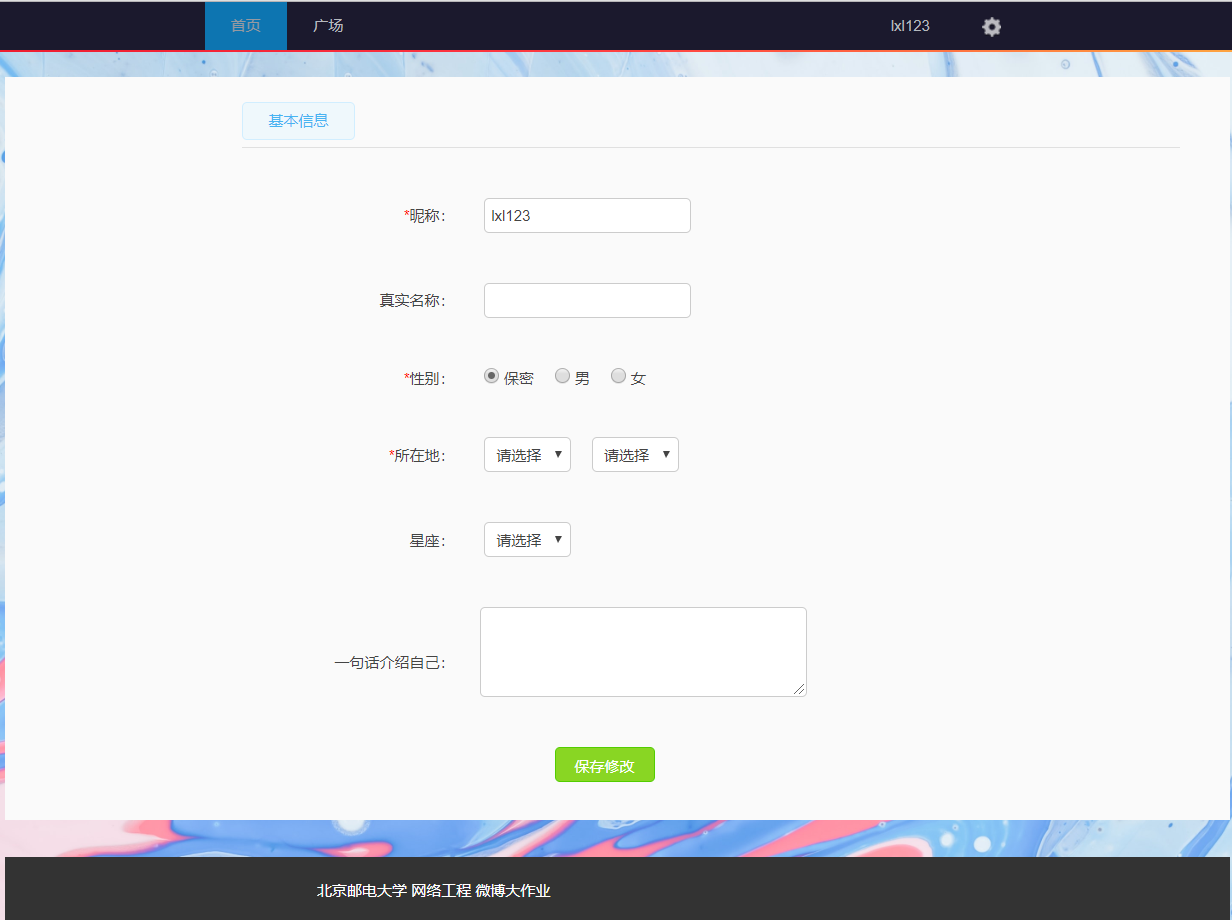 首页 广场 lxl123
基本信息
*昵称： lxl123
真实名称：
*性别： 保密 男 女
*所在地： 请选择 请选择
星座： 请选择
一句话介绍自己：
保存修改
北京邮电大学 网络工程 微博大作业